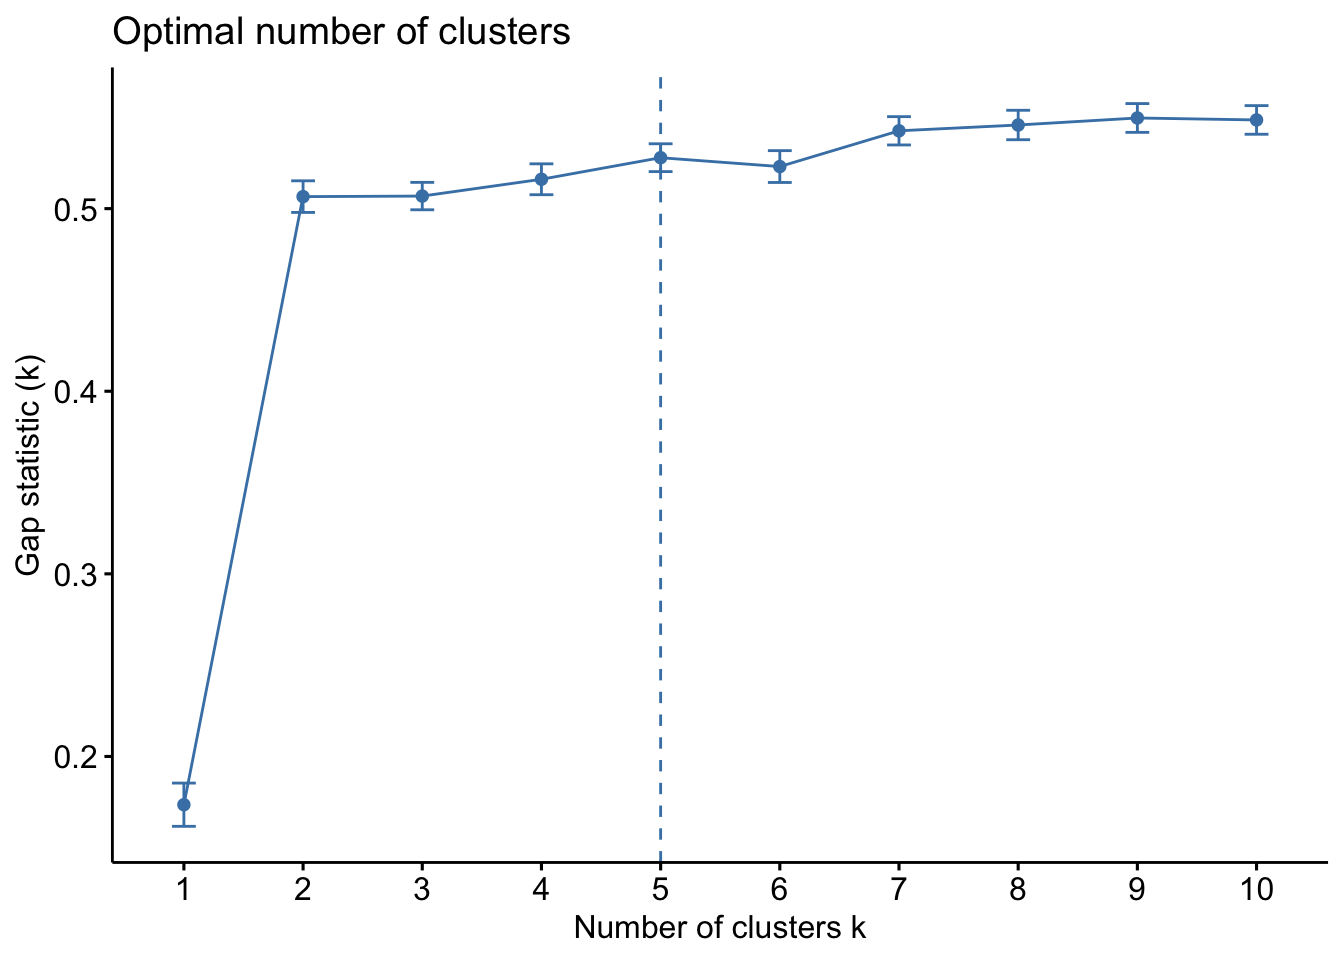 Optimal number of clusters
Gap statistic (k)
0.5
0.4
0.3
0.2
1 2 3 4 5 6 7 8 9 10
Number of clusters k